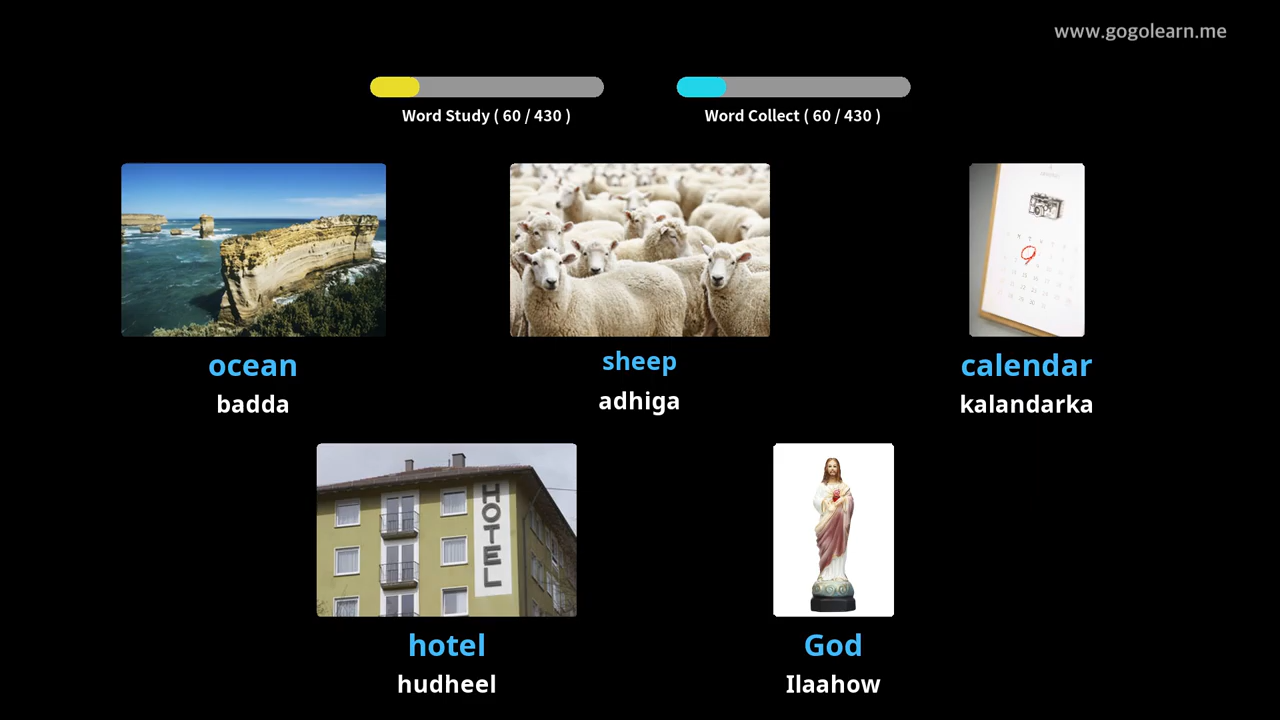 www.gogolearn.me
Word Study ( 60 / 430 )
Word Collect ( 60 / 430 )
ocean
badda
sheep
adhiga
calendar
kalandarka
HOTEL
hotel
hudheel
God
Ilaahow